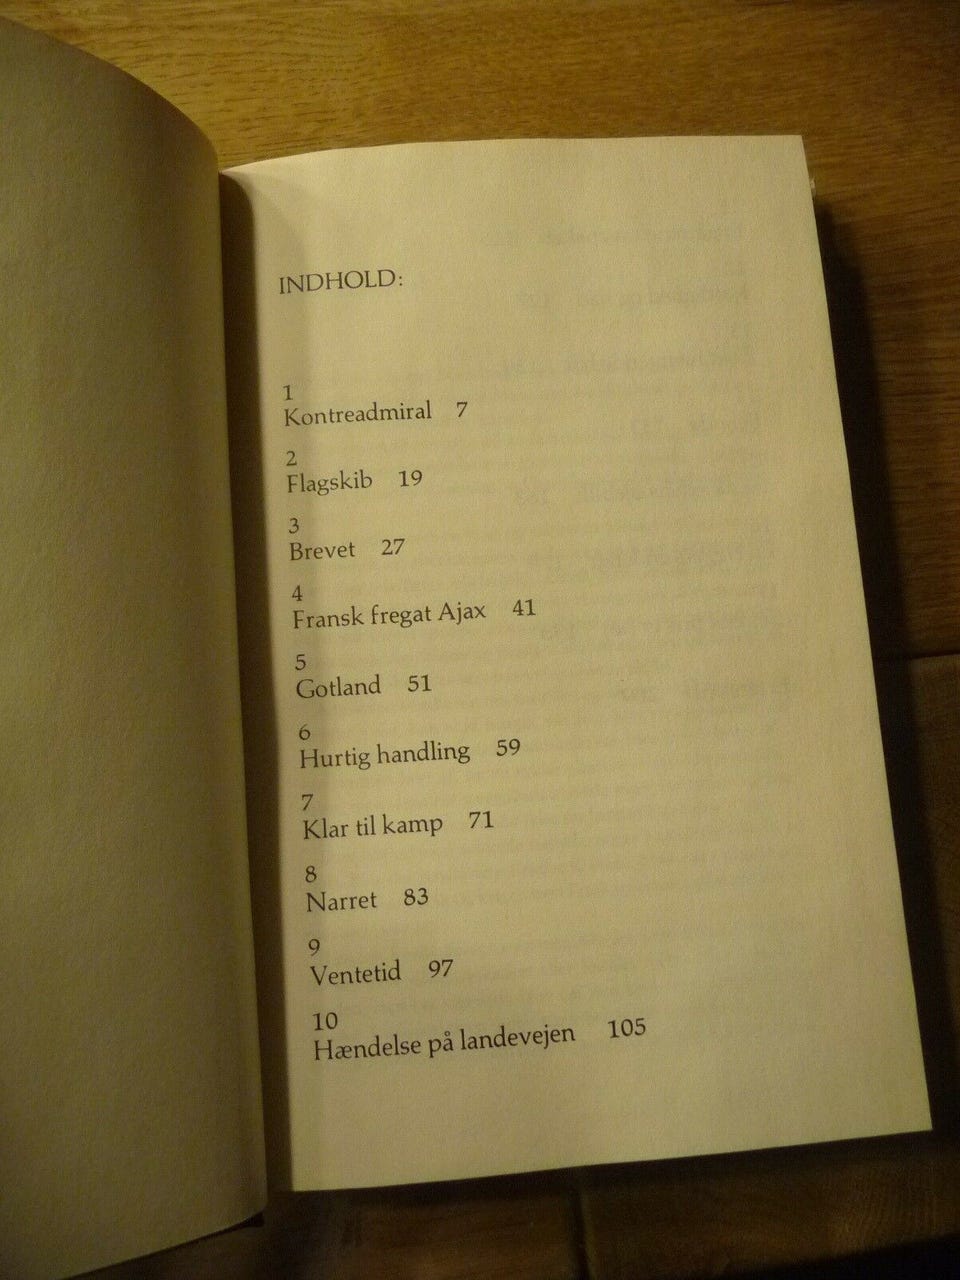 INDHOLD:
1
Kontreadmiral 7
2
Flagskib 19
3
Brevet 27
4
Fransk fregat Ajax 41
5
Gotland 51
6
Hurtig handling 59
7
Klar til kamp 71
8
Narret 83
9
Ventetid 97
10
Hændelse på landevejen 105